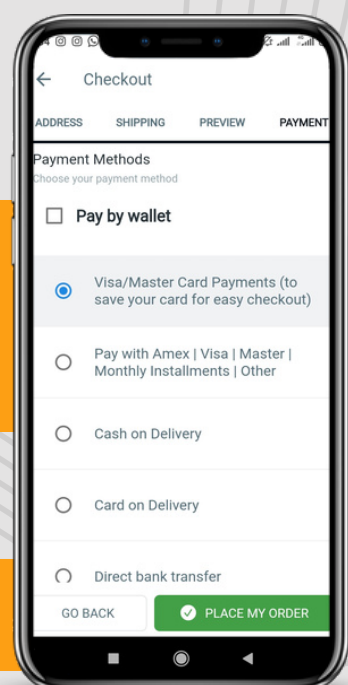 Checkout
ADDRESS SHIPPING PREVIEW PAYMENT
Payment Methods
Choose your payment method
Pay by wallet
Visa/Master Card Payments (to
save your card for easy checkout)
Pay with Amex | Visa | Master |
Monthly Installments | Other
Cash on Delivery
Card on Delivery
Direct bank transfer
GO BACK PLACE MY ORDER